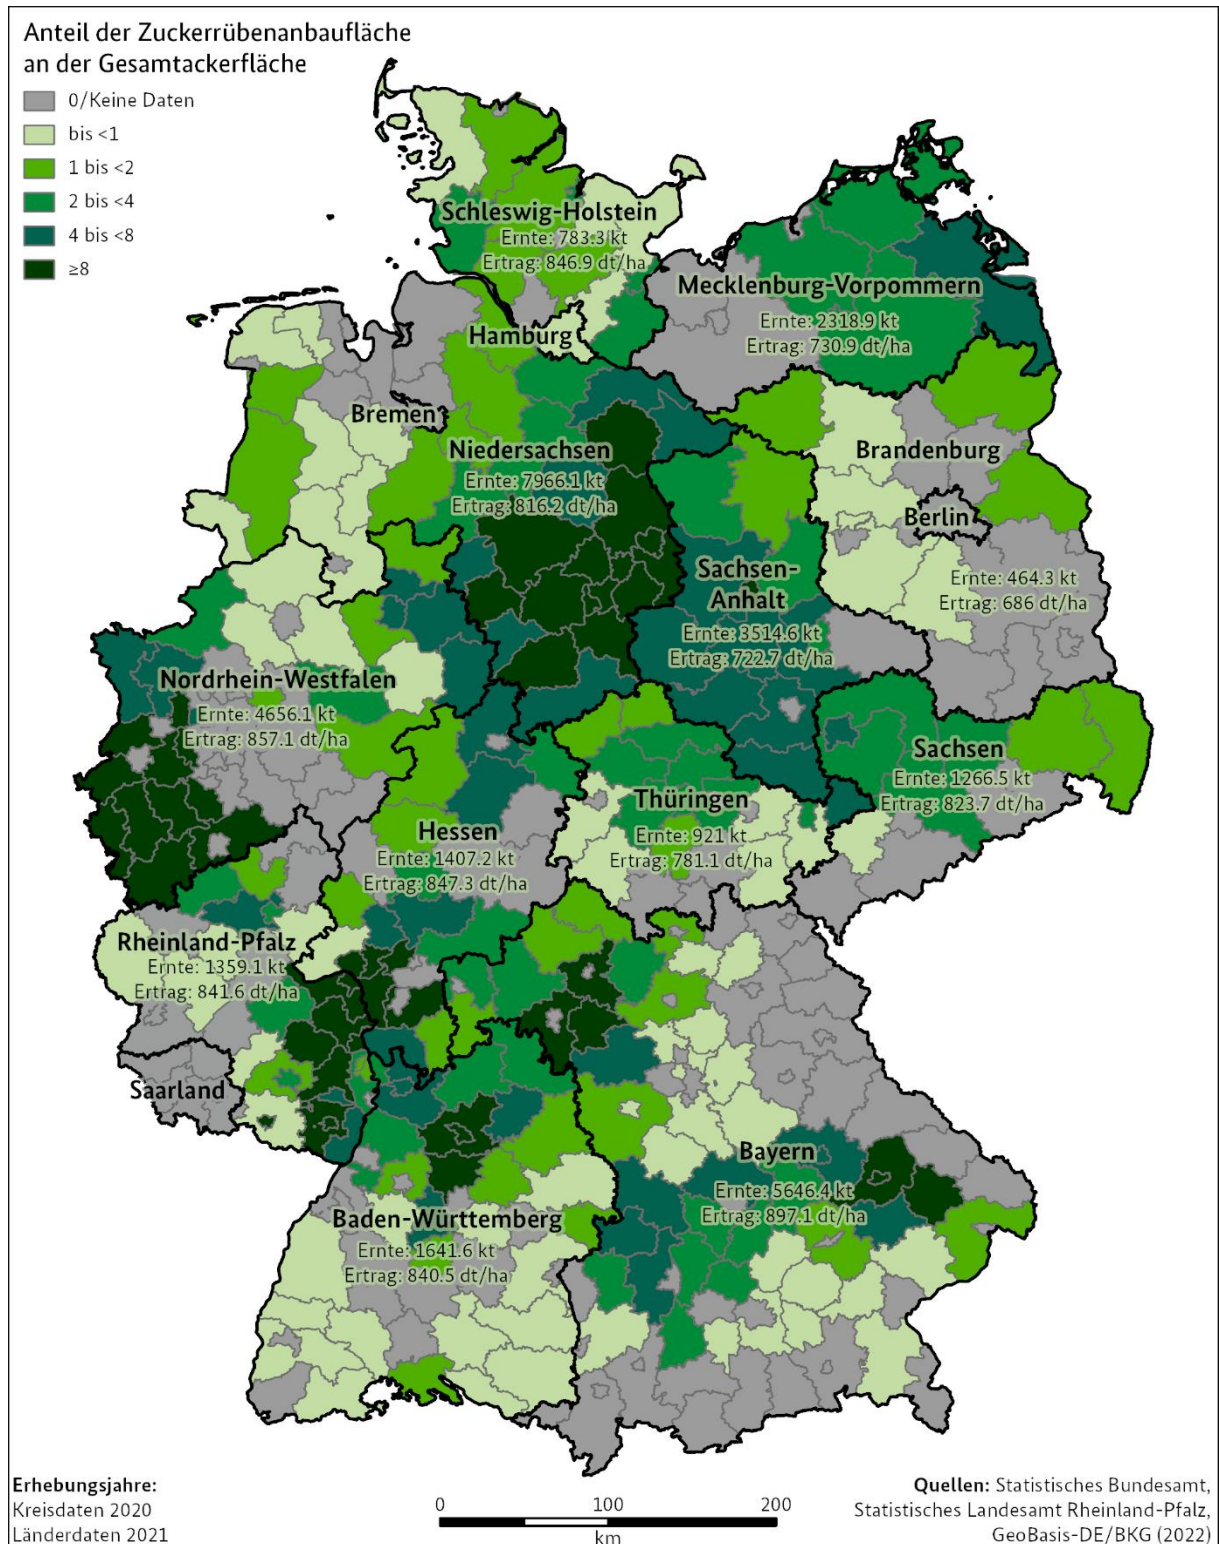 Anteil der Zuckerrübenanbaufläche
an der Gesamtackerfläche
0/Keine Daten
bis <1
1 bis <2
2 bis <4
4 bis <8
≥8
Schleswig-Holstein
Ernte: 783.3 kt
Ertrag: 846.9 dt/ha
Mecklenburg-Vorpommern
Ernte: 2318.9 kt
Ertrag: 730.9 dt/ha
Hamburg
Bremen
Niedersachsen
Ernte: 7966.1 kt
Ertrag: 816.2 dt/ha
Brandenburg
Berlin
Ernte: 464.3 kt
Ertrag: 686 dt/ha
Sachsen-
Anhalt
Ernte: 3514.6 kt
Ertrag: 722.7 dt/ha
Nordrhein-Westfalen
Ernte: 4656.1 kt
Ertrag: 857.1 dt/ha
Sachsen
Ernte: 1266.5 kt
Ertrag: 823.7 dt/ha
Thüringen
Ernte: 921 kt
Ertrag: 781.1 dt/ha
Hessen
Ernte: 1407.2 kt
Ertrag: 847.3 dt/ha
Rheinland-Pfalz
Ernte: 1359.1 kt
Ertrag: 841.6 dt/ha
Saarland
Bayern
Ernte: 5646.4 kt
Ertrag: 897.1 dt/ha
Baden-Württemberg
Ernte: 1641.6 kt
Ertrag: 840.5 dt/ha
Erhebungsjahre:
Kreisdaten 2020
Länderdaten 2021
0 100 200
km
Quellen: Statistisches Bundesamt,
Statistisches Landesamt Rheinland-Pfalz,
GeoBasis-DE/BKG (2022)